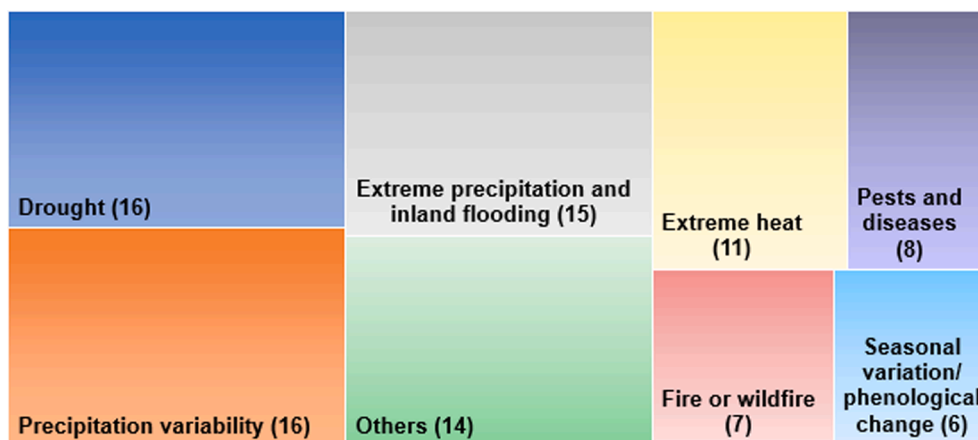 Drought (16)
Extreme precipitation and
inland flooding (15)
Extreme heat
(11)
Pests and
diseases
(8)
Precipitation variability (16)
Others (14)
Fire or wildfire
(7)
Seasonal
variation/
phenological
change (6)